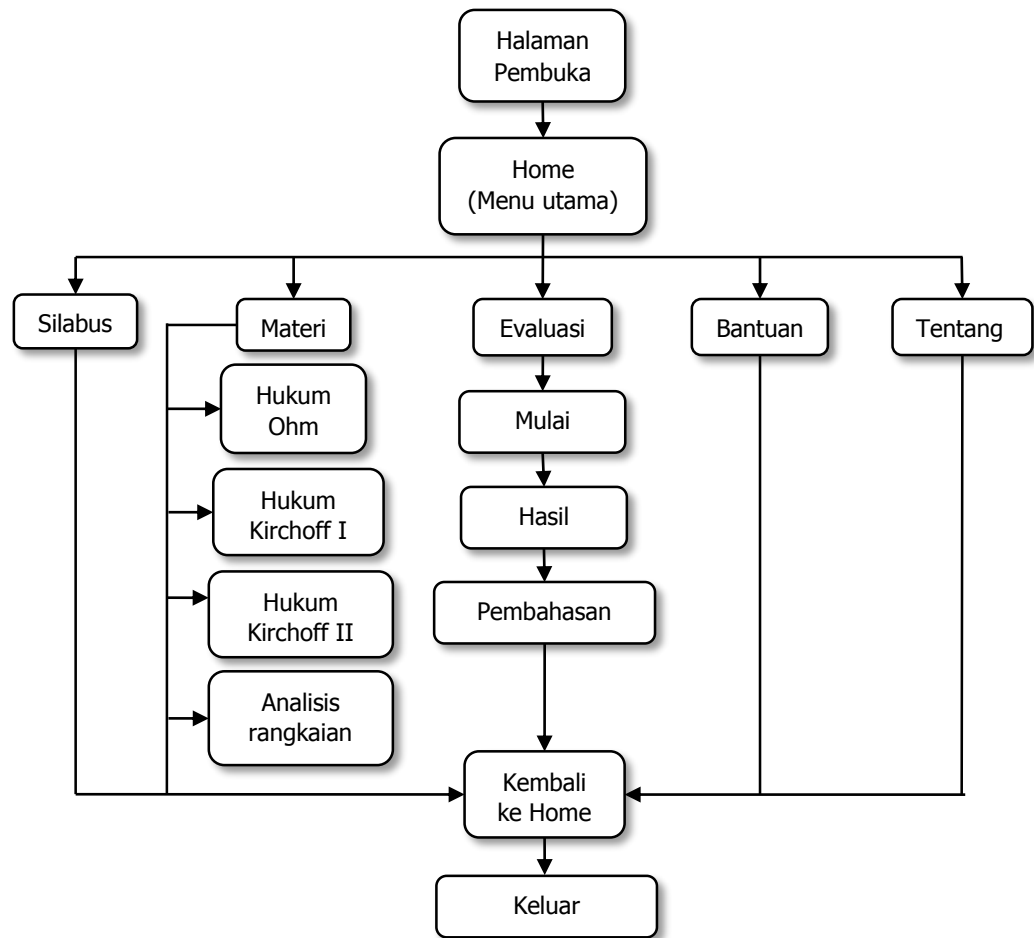 Halaman
Pembuka
Home
(Menu utama)
Silabus
Materi
Evaluasi
Bantuan
Tentang
Hukum
Ohm
Hukum
Kirchoff I
Hukum
Kirchoff II
Analisis
rangkaian
Mulai
Hasil
Pembahasan
Kembali
ke Home
Keluar